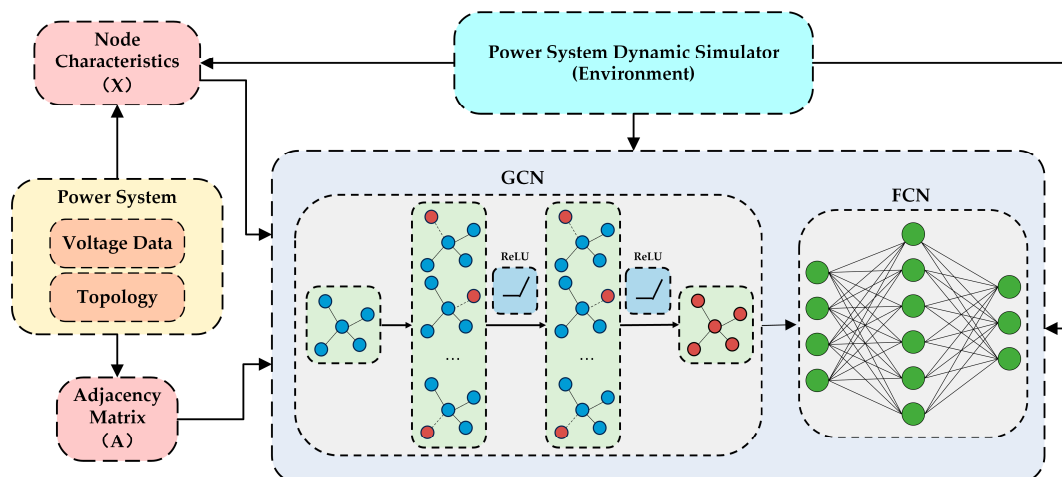 Node
Characteristics
（X）
Power System Dynamic Simulator
(Environment)
Power System
Voltage Data
Topology
Adjacency
Matrix
（A）
GCN
ReLU
ReLU
...
...
FCN